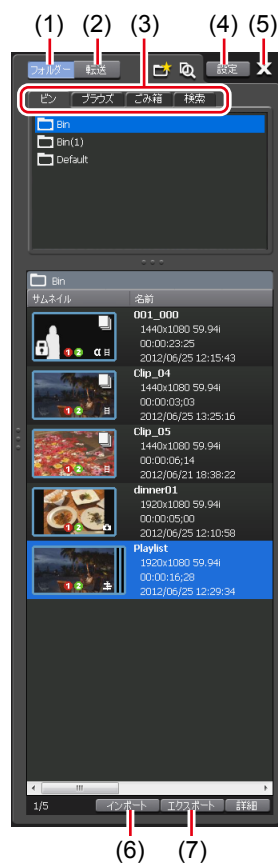 (1) (2) (3) (4) (5)
フォルダー 転送 設定
ビン ブラウズ ごみ箱 検索
Bin
Bin(1)
Default
Bin
サムネイル 名前
001_000
1440x1080 59.94i
00:00:23:25
2012/06/25 12:15:43
Clip_04
1440x1080 59.94i
00:00:03;03
2012/06/25 13:25:16
Clip_05
1440x1080 59.94i
00:00:06;14
2012/06/21 18:38:22
dinner01
1920x1080 59.94i
00:00:05;00
2012/06/25 12:10:58
Playlist
1920x1080 59.94i
00:00:16;28
2012/06/25 12:29:34
1/5 インポート エクスポート 詳細
(6) (7)